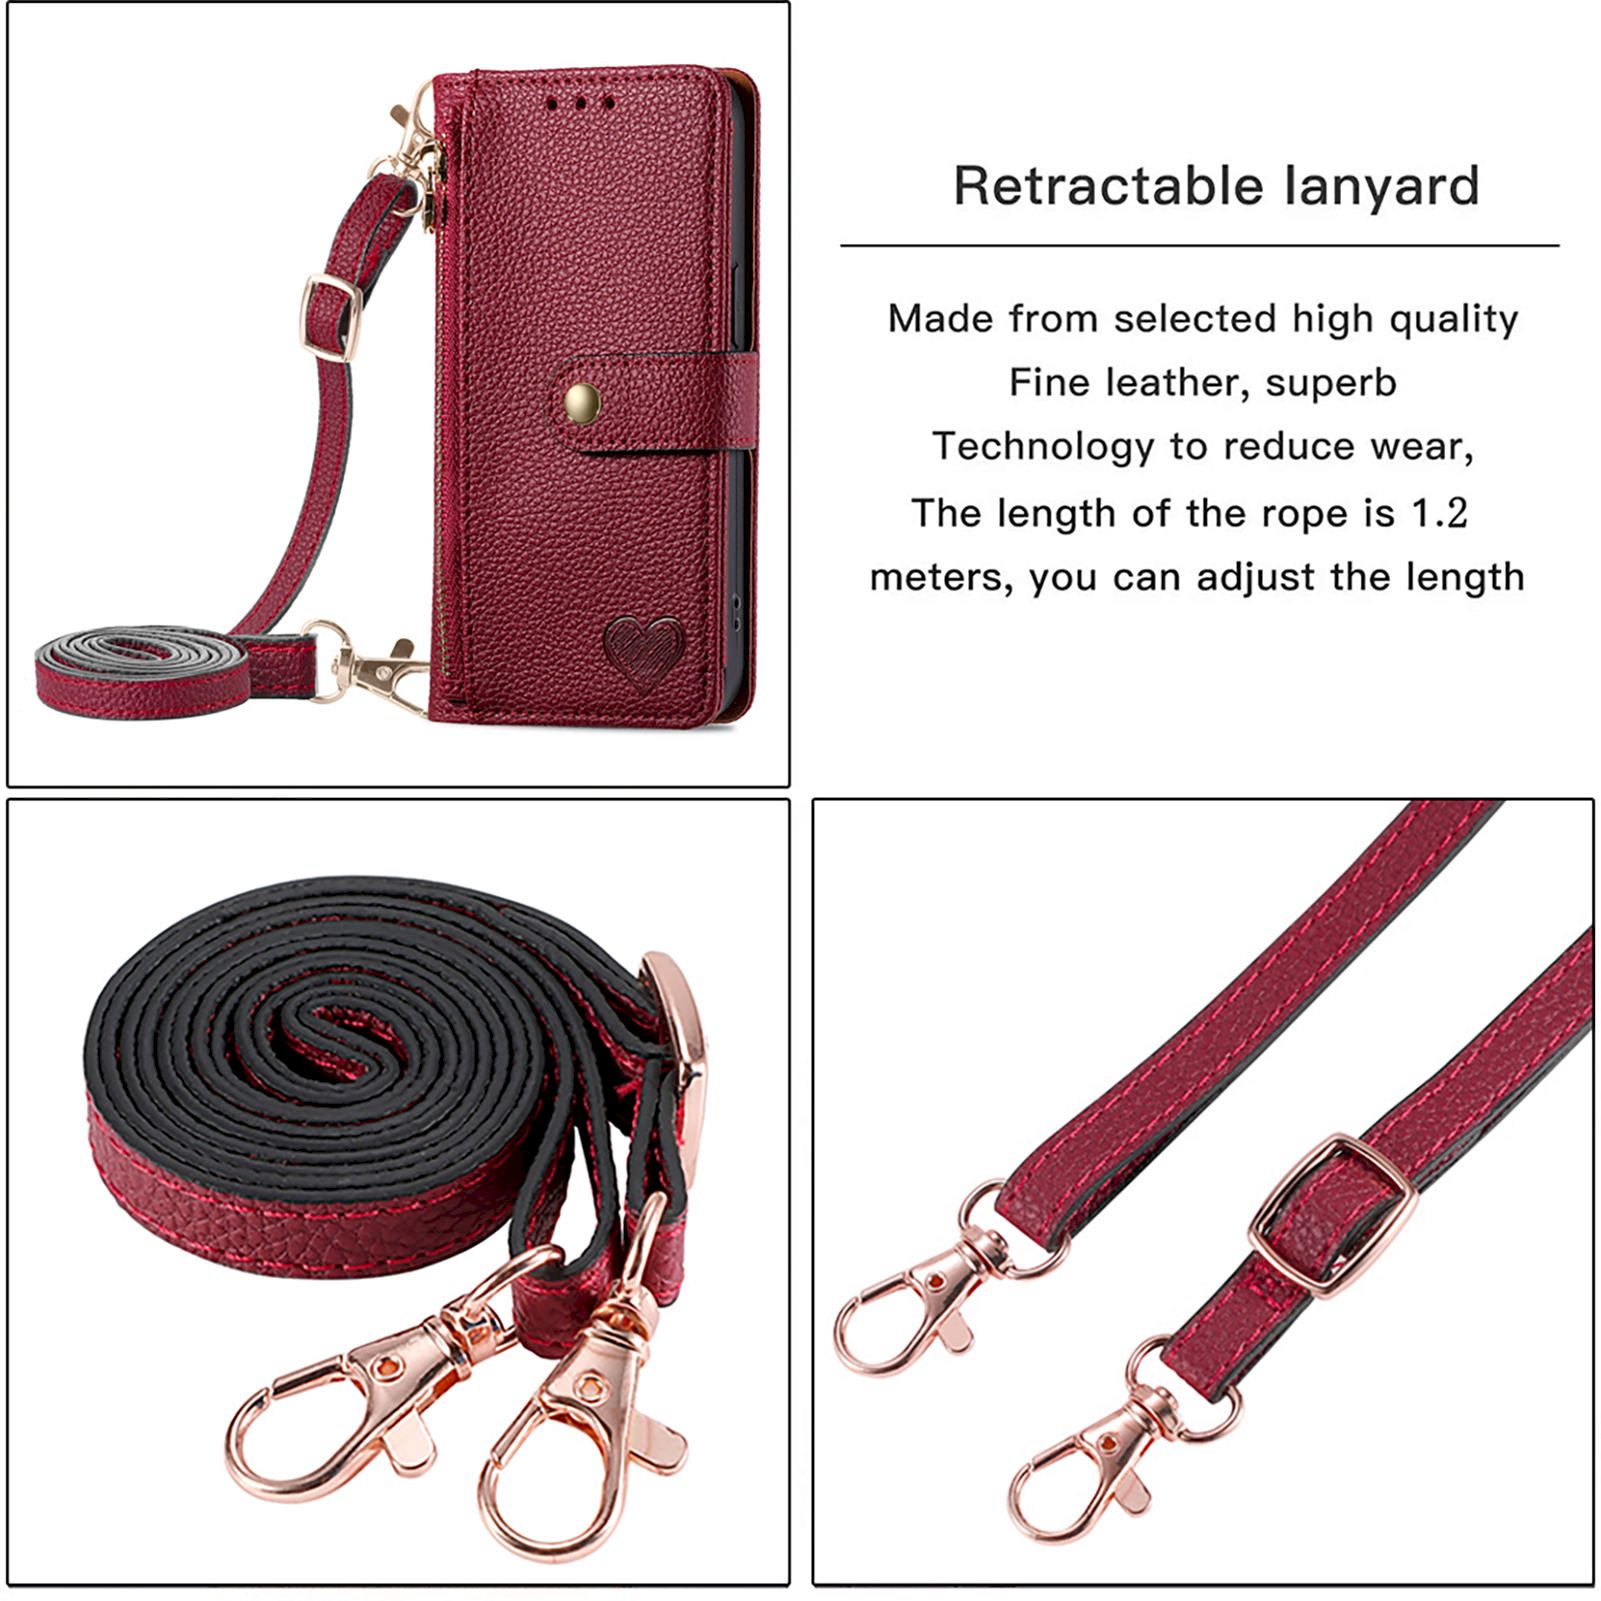 Retractable lanyard
Made from selected high quality
Fine leather, superb
Technology to reduce wear,
The length of the rope is 1.2
meters, you can adjust the length